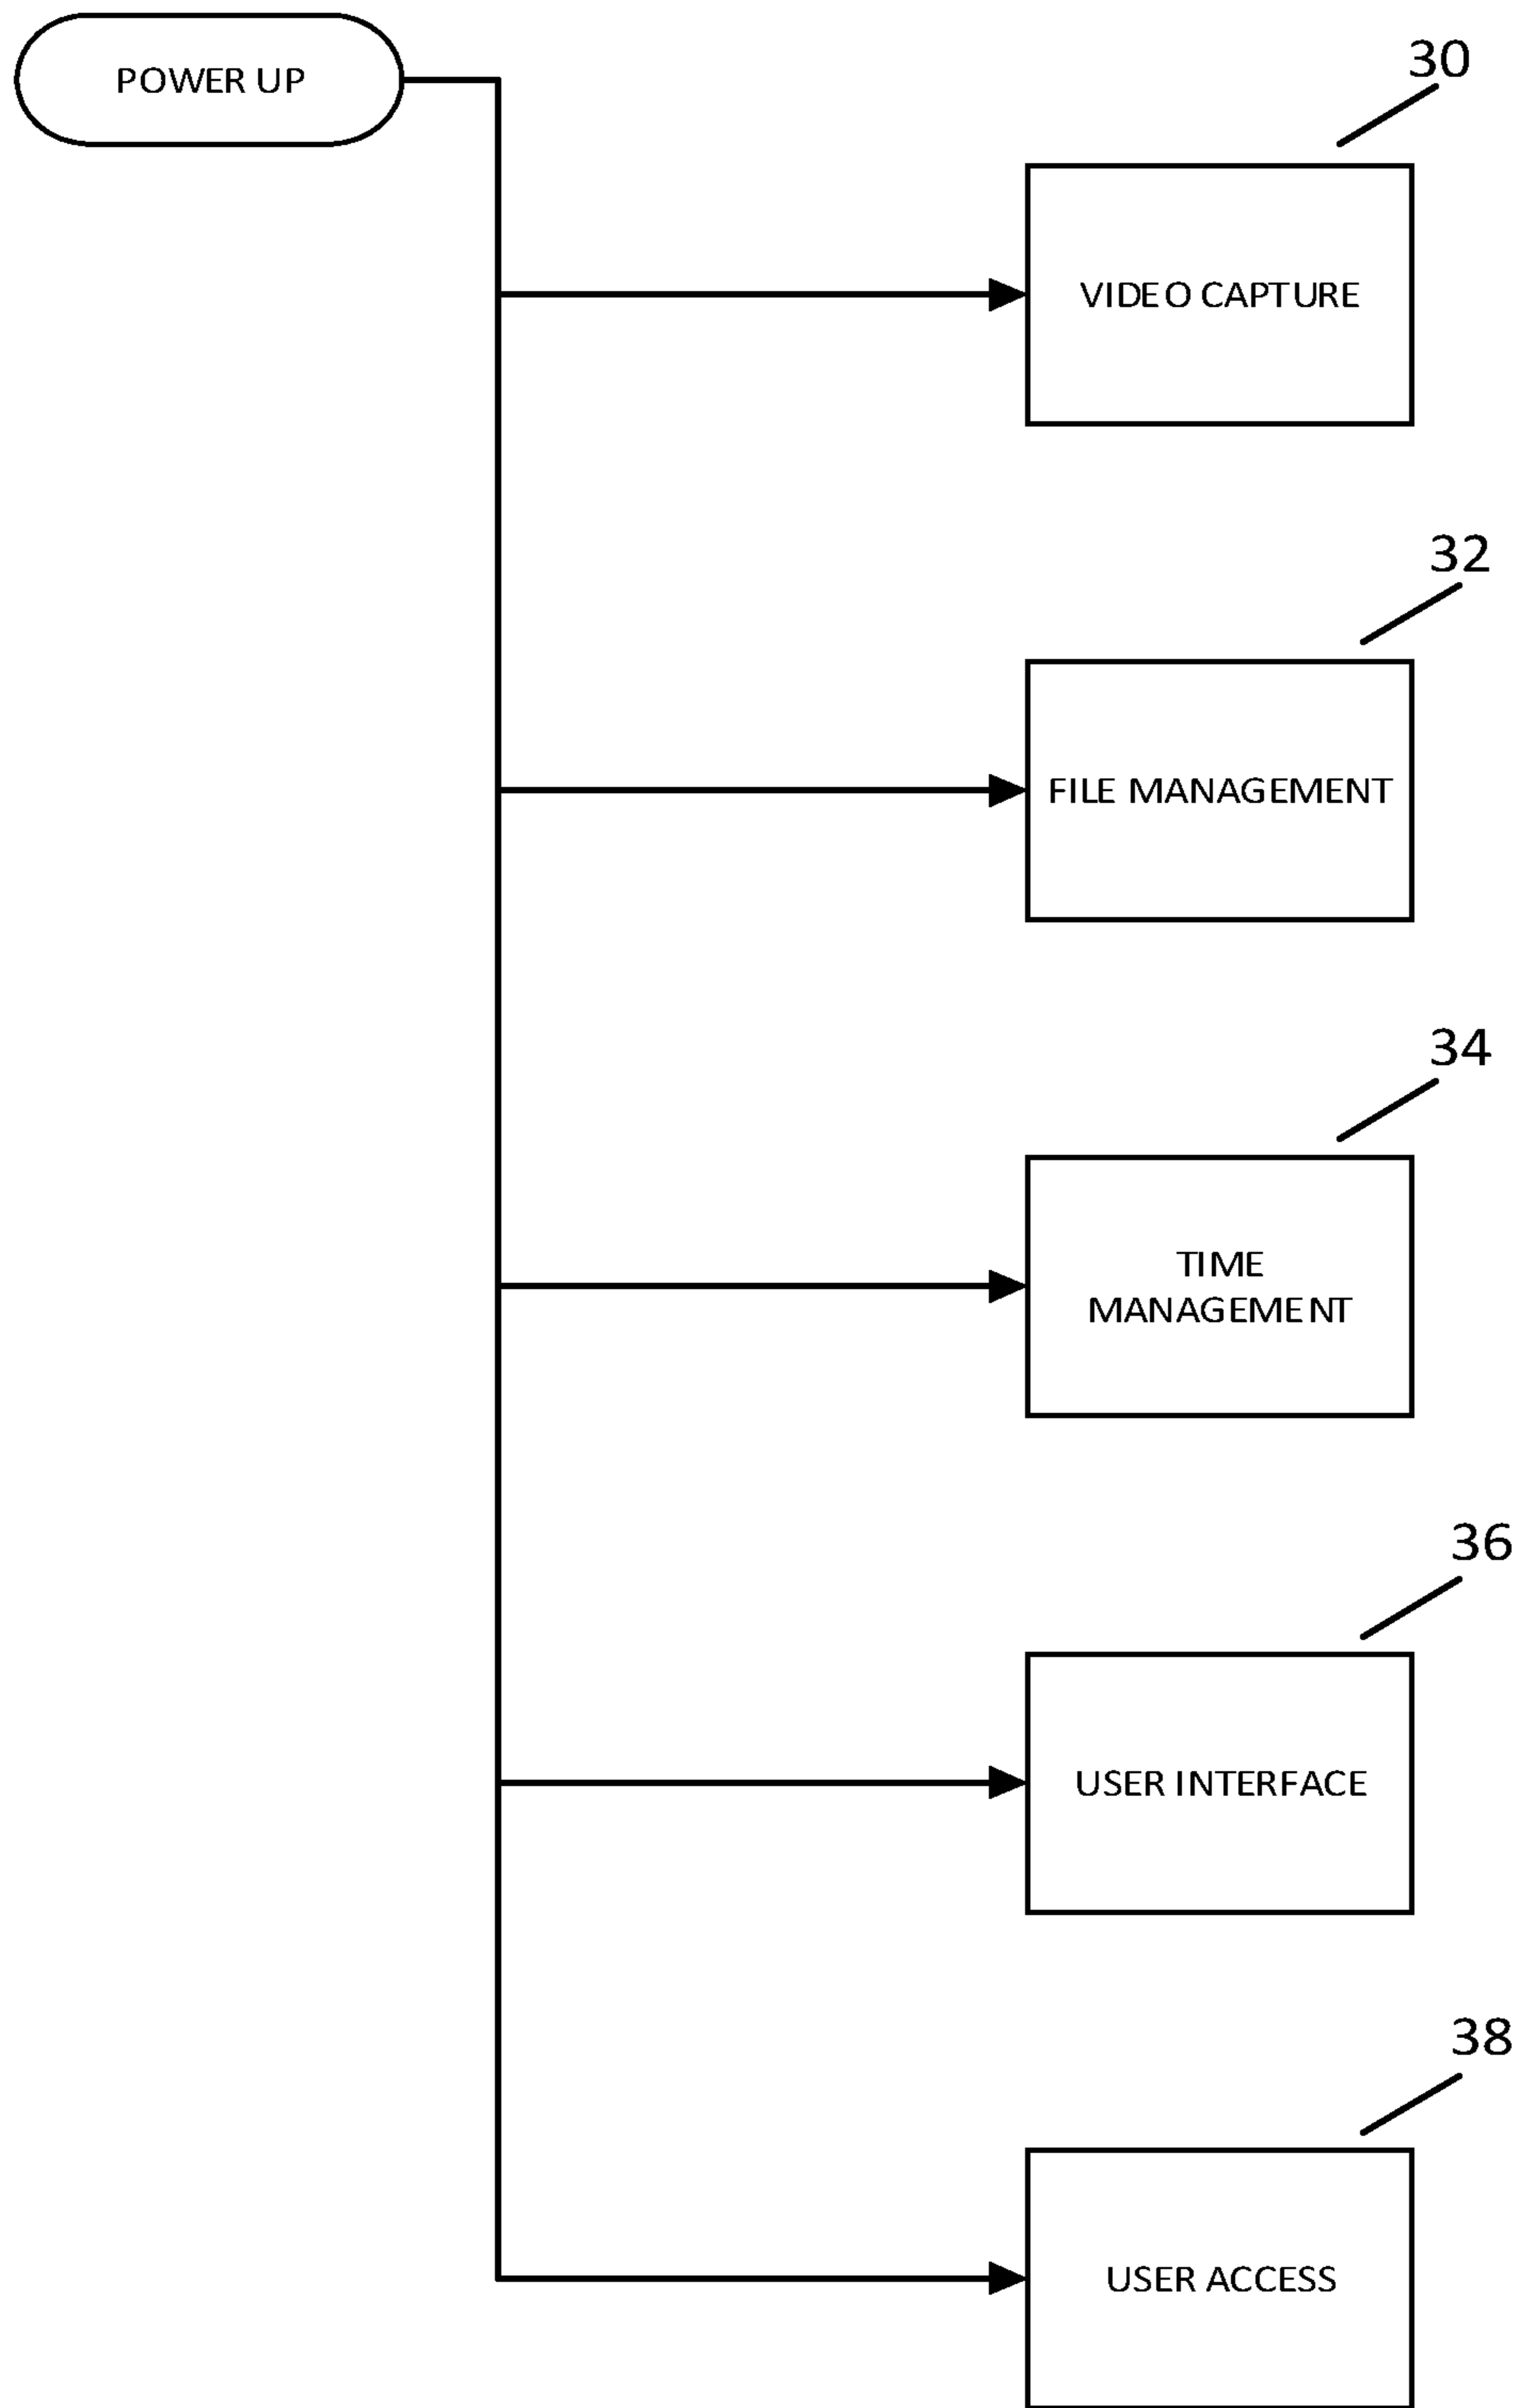 POWER UP
30
VIDEO CAPTURE
32
FILE MANAGEMENT
34
TIME
MANAGEMENT
36
USER INTERFACE
38
USER ACCESS